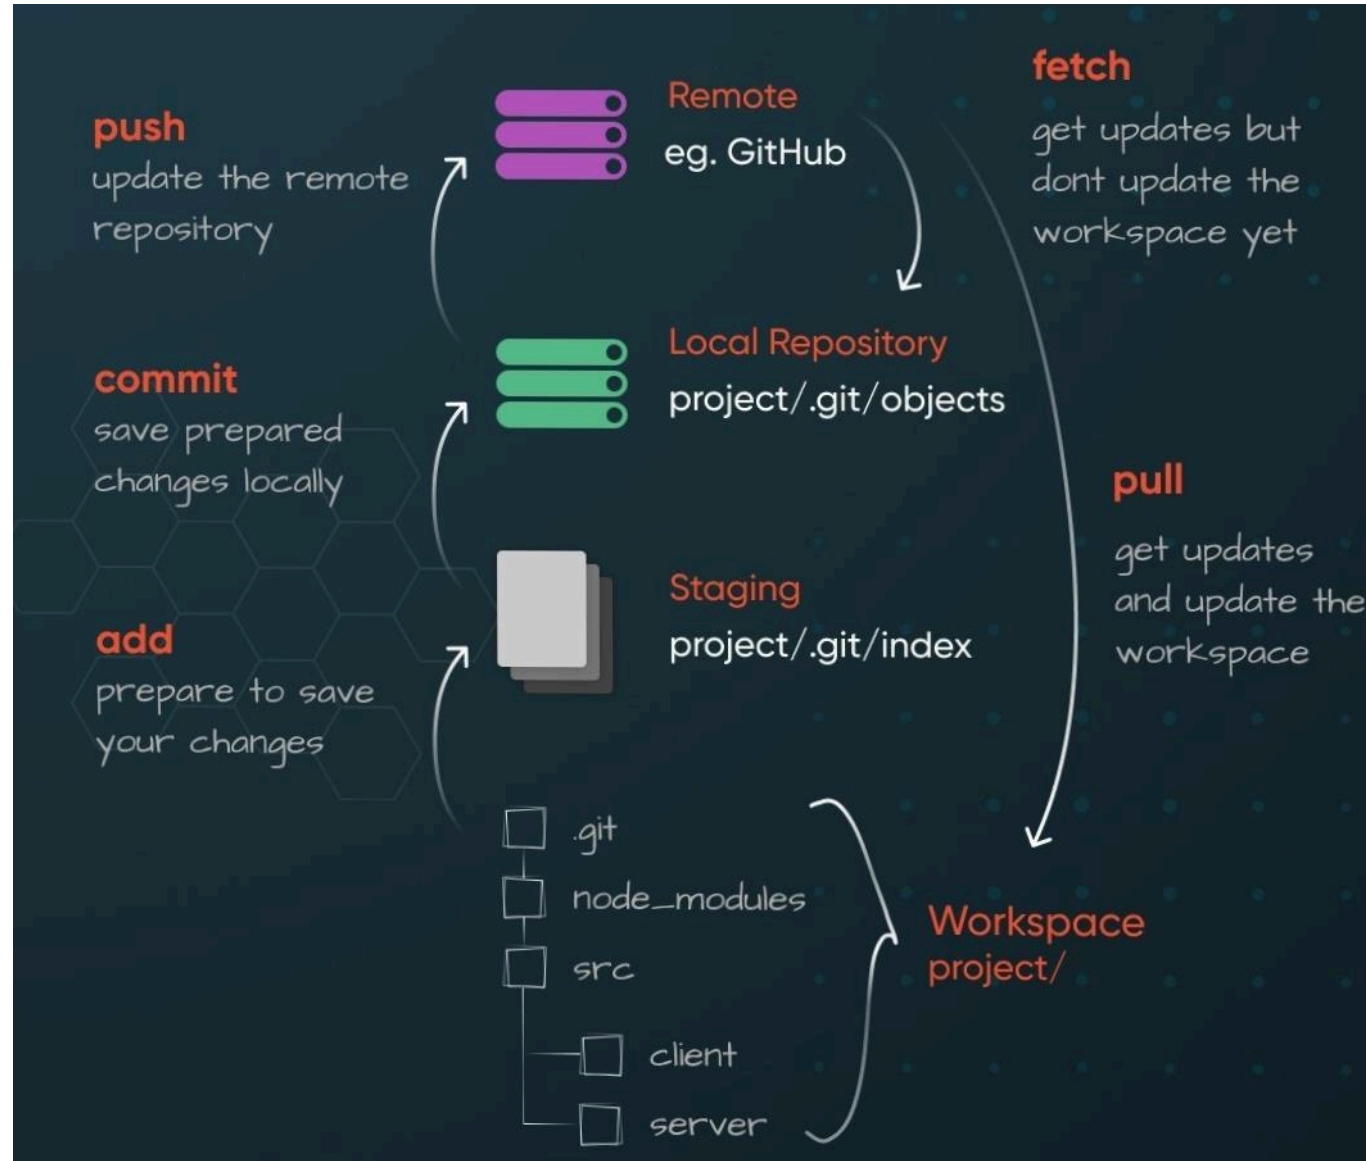 push
update the remote
repository
commit
save prepared
changes locally
add
prepare to save
your changes
Remote
eg. GitHub
Local Repository
project/.git/objects
Staging
project/.git/index
.git
node_modules
src
client
server
fetch
get updates but
dont update the
workspace yet
pull
get updates
and update the
workspace
Workspace
project/